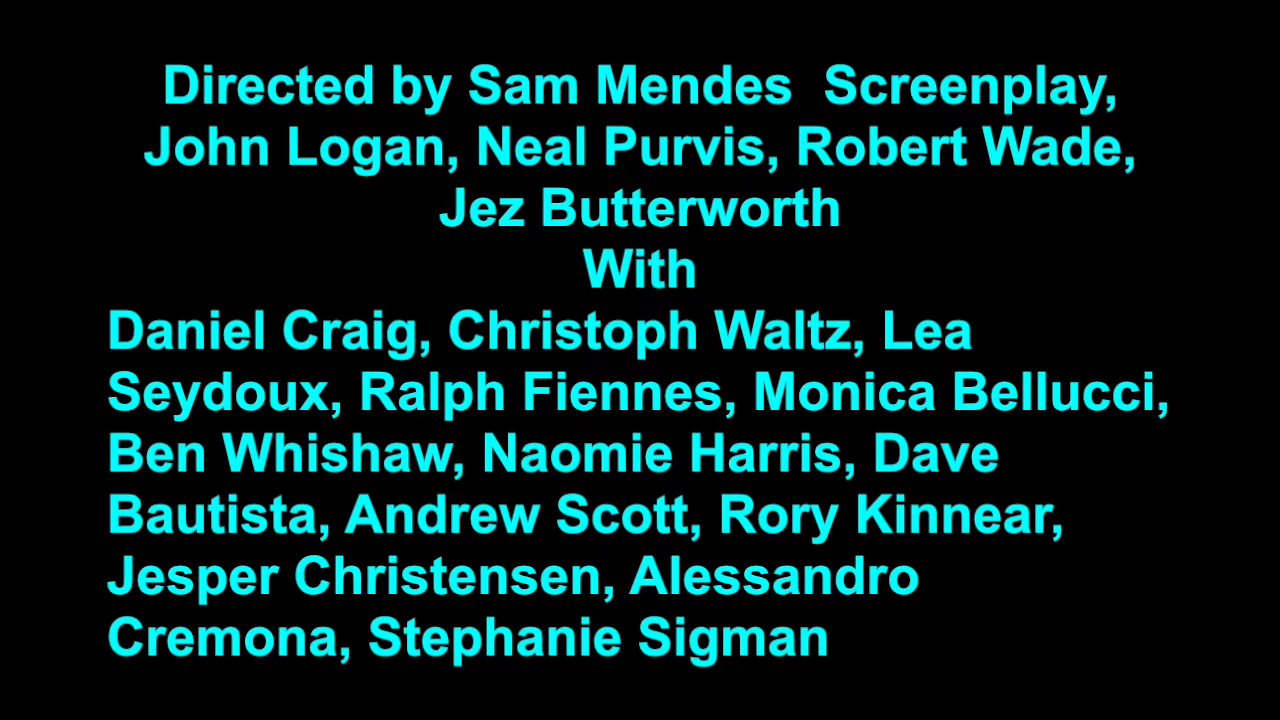 Directed by Sam Mendes  Screenplay,
John Logan, Neal Purvis, Robert Wade,
Jez Butterworth
With
Daniel Craig, Christoph Waltz, Lea
Seydoux, Ralph Fiennes, Monica Bellucci,
Ben Whishaw, Naomie Harris, Dave
Bautista, Andrew Scott, Rory Kinnear,
Jesper Christensen, Alessandro
Cremona, Stephanie Sigman